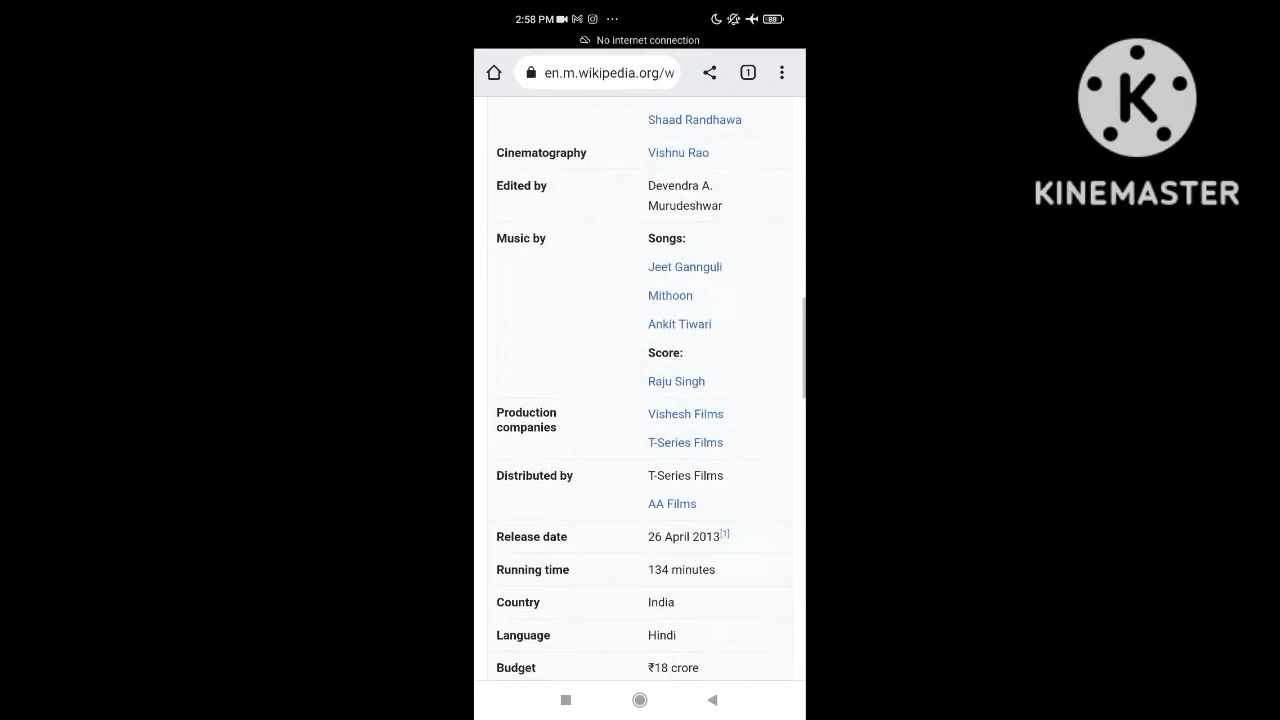 2:58 PM
88
No internet connection
en.m.wikipedia.org/w
1
K
KINEMASTER
Shaad Randhawa
Cinematography Vishnu Rao
Edited by Devendra A.
Murudeshwar
Music by Songs:
Jeet Gannguli
Mithoon
Ankit Tiwari
Score:
Raju Singh
Production
companies
Vishesh Films
T-Series Films
Distributed by T-Series Films
AA Films
Release date 26 April 2013[1]
Running time 134 minutes
Country India
Language Hindi
Budget ₹18 crore